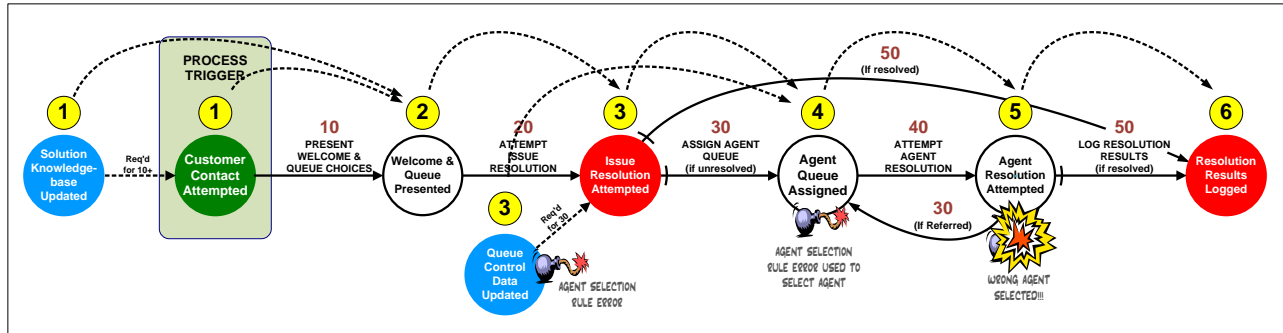 PROCESS
TRIGGER
1
Solution
Knowledge-
base
Updated
Req'd
for 10+
1
Customer
Contact
Attempted
10
PRESENT
WELCOME &
QUEUE CHOICES
2
Welcome &
Queue
Presented
20
ATTEMPT
ISSUE
RESOLUTION
3
Queue
Control
Data
Updated
Req'd
for 30
AGENT SELECTION
RULE ERROR
3
Issue
Resolution
Attempted
30
ASSIGN AGENT
QUEUE
(if unresolved)
4
Agent
Queue
Assigned
AGENT SELECTION
RULE ERROR USED TO
SELECT AGENT
50
(If resolved)
40
ATTEMPT
AGENT
RESOLUTION
30
(If Referred)
5
Agent
Resolution
Attempted
WRONG AGENT
SELECTED!!!
50
LOG RESOLUTION
RESULTS
(if resolved)
6
Resolution
Results
Logged